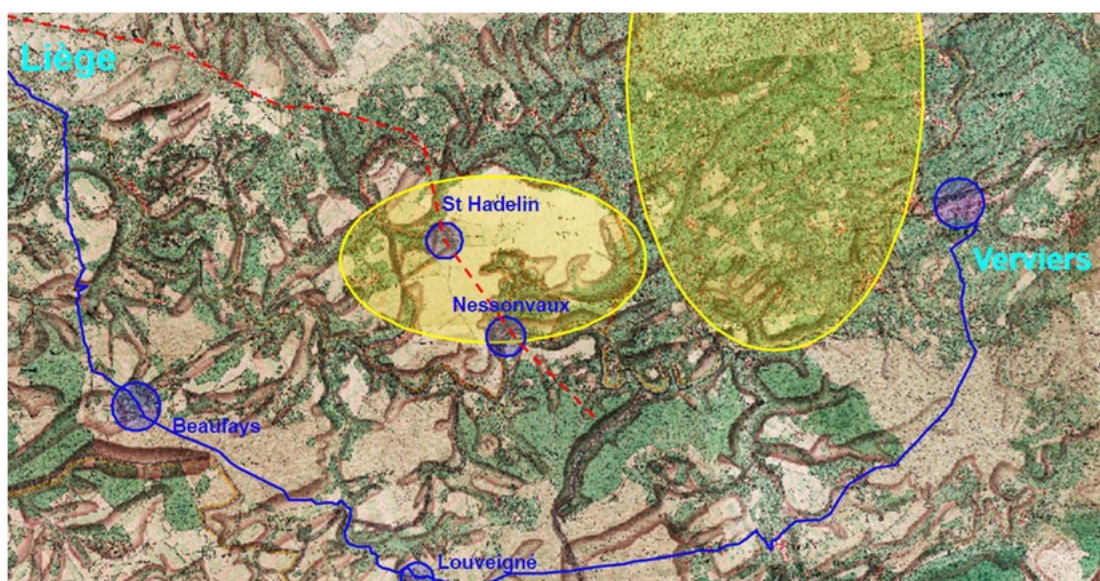 Liège
St Hadelin
Verviers
Nessonvaux
Beaufays
Louveigné